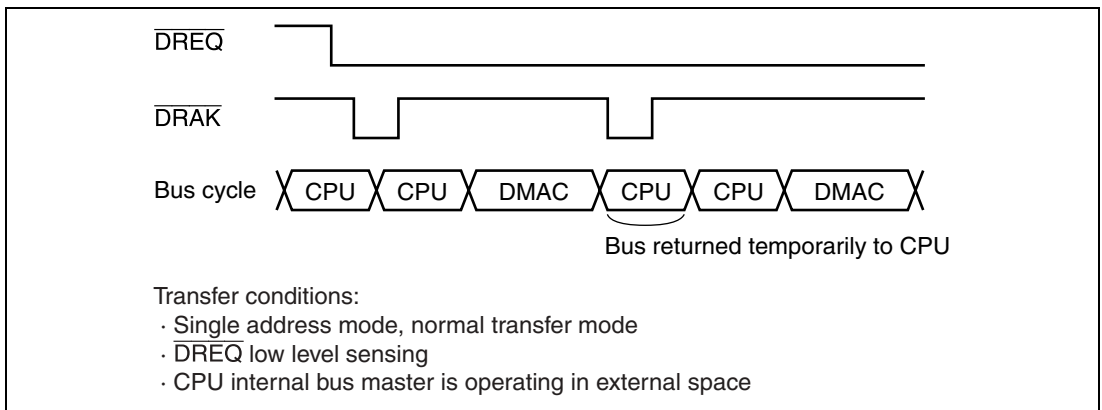 DREQ
DRAK
Bus cycle CPU CPU DMAC CPU CPU DMAC
Bus returned temporarily to CPU
Transfer conditions:
· Single address mode, normal transfer mode
· DREQ low level sensing
· CPU internal bus master is operating in external space